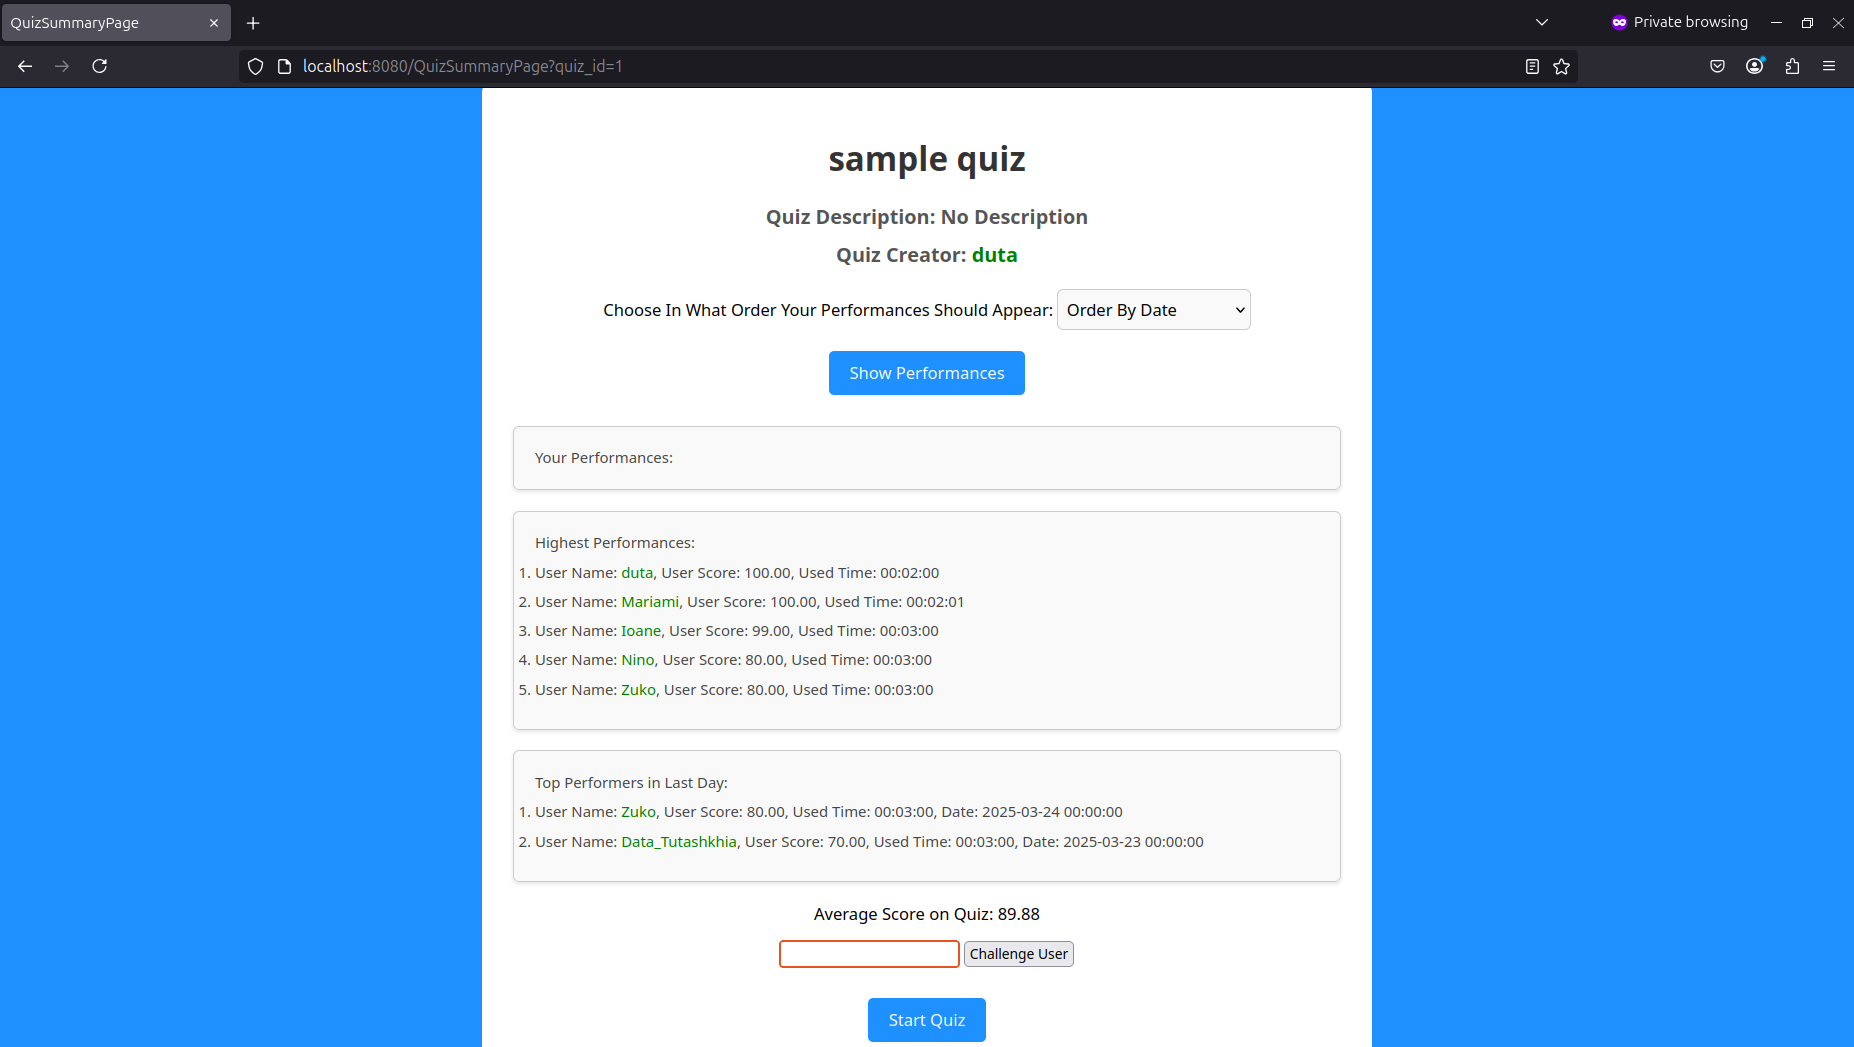 QuizSummaryPage
Private browsing
localhost:8080/QuizSummaryPage?quiz_id=1
sample quiz
Quiz Description: No Description
Quiz Creator: duta
Choose In What Order Your Performances Should Appear: Order By Date
Show Performances
Your Performances:
Highest Performances:
1. User Name: duta, User Score: 100.00, Used Time: 00:02:00
2. User Name: Mariami, User Score: 100.00, Used Time: 00:02:01
3. User Name: Ioane, User Score: 99.00, Used Time: 00:03:00
4. User Name: Nino, User Score: 80.00, Used Time: 00:03:00
5. User Name: Zuko, User Score: 80.00, Used Time: 00:03:00
Top Performers in Last Day:
1. User Name: Zuko, User Score: 80.00, Used Time: 00:03:00, Date: 2025-03-24 00:00:00
2. User Name: Data_Tutashkhia, User Score: 70.00, Used Time: 00:03:00, Date: 2025-03-23 00:00:00
Average Score on Quiz: 89.88
Challenge User
Start Quiz